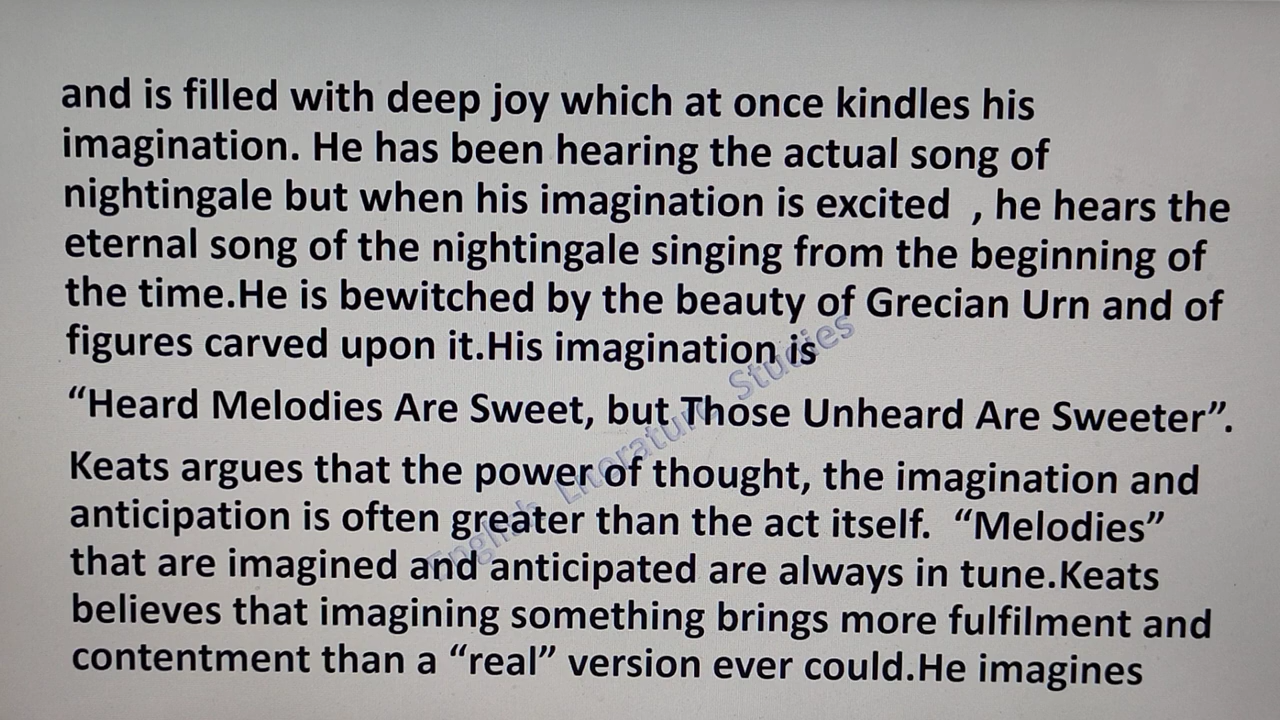 and is filled with deep joy which at once kindles his
imagination. He has been hearing the actual song of
nightingale but when his imagination is excited , he hears the
eternal song of the nightingale singing from the beginning of
the time.He is bewitched by the beauty of Grecian Urn and of
figures carved upon it.His imagination is
“Heard Melodies Are Sweet, but Those Unheard Are Sweeter”.
Keats argues that the power of thought, the imagination and
anticipation is often greater than the act itself. “Melodies”
that are imagined and anticipated are always in tune.Keats
believes that imagining something brings more fulfilment and
contentment than a “real” version ever could.He imagines
English Literature Studies